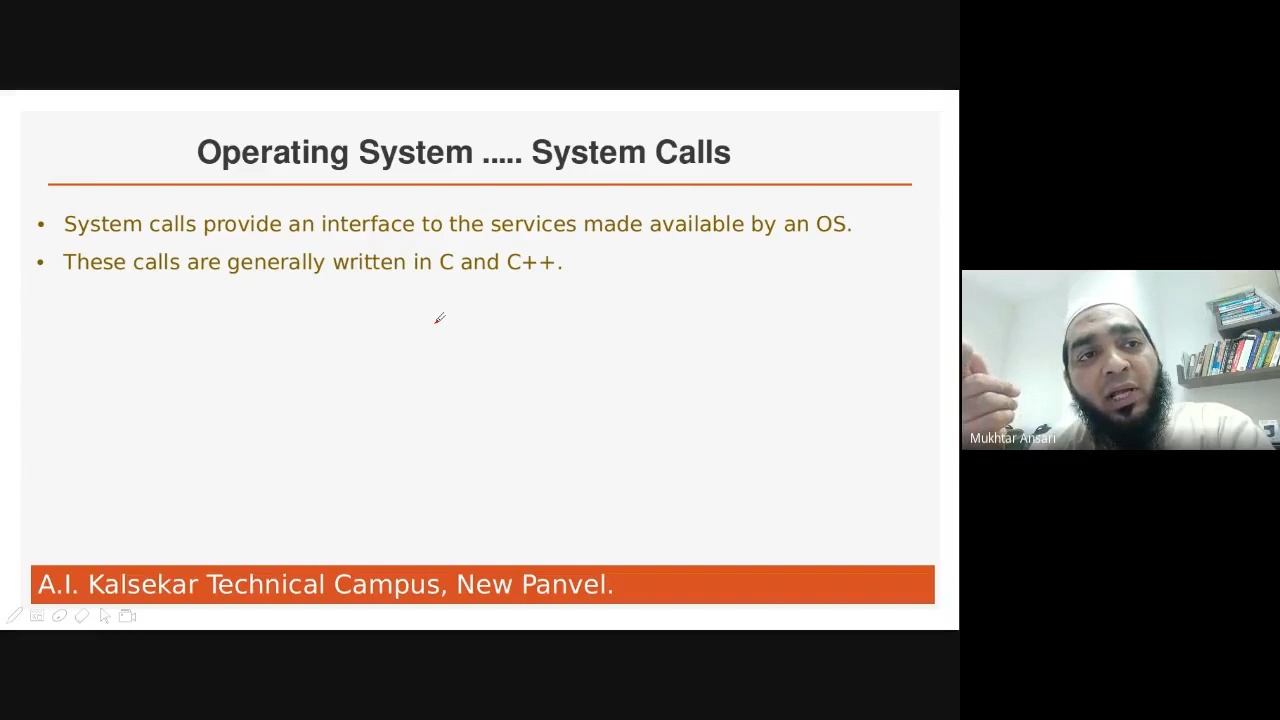 Operating System ..... System Calls
• System calls provide an interface to the services made available by an OS.
• These calls are generally written in C and C++.
A.I. Kalsekar Technical Campus, New Panvel.
Mukhtar Ansari